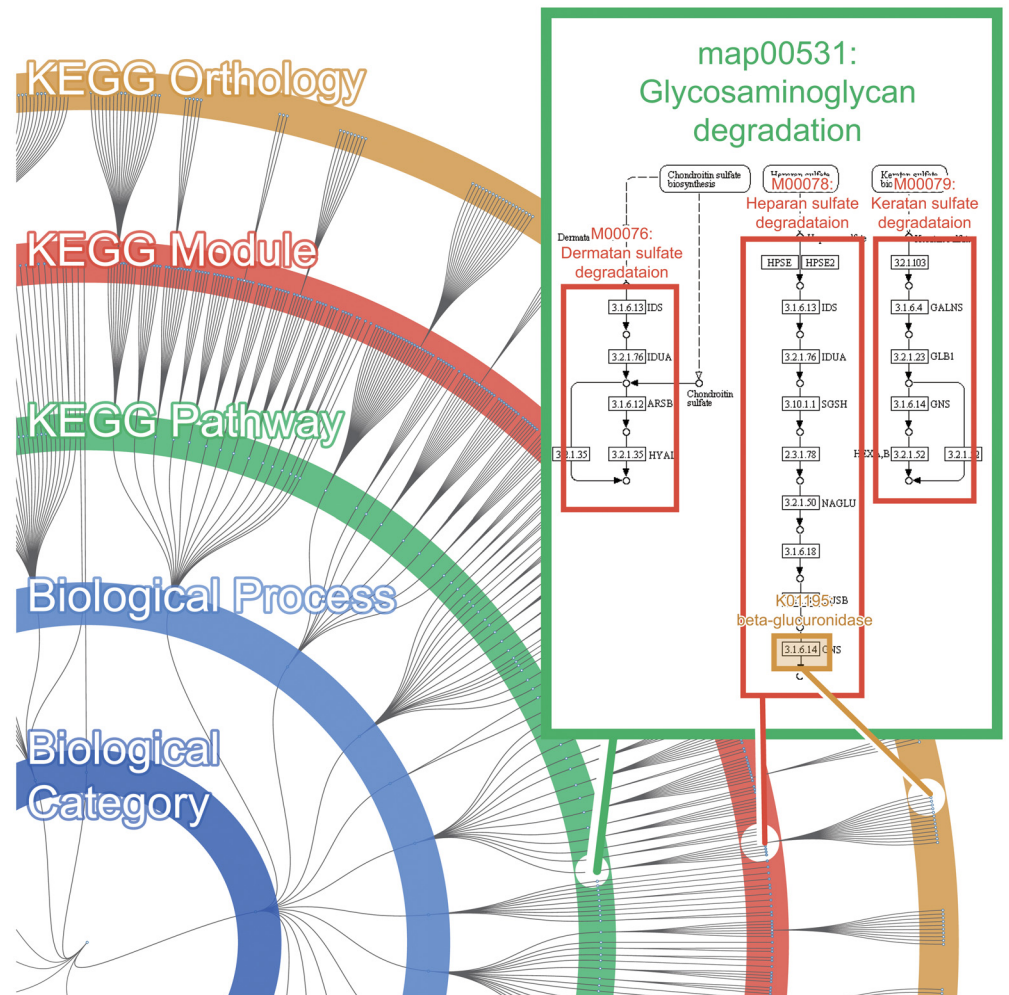 KEGG Orthology
KEGG Module
KEGG Pathway
Biological Process
Biological
Category
map00531:
Glycosaminoglycan
degradation
Chondroitin sulfate
biosynthesis
M00076:
Dermatan sulfate
degradataion
3.1.6.13 IDS
3.2.1.76 IDUA
Chondroitin
sulfate
3.1.6.12 ARSB
3.2.1.35 HYAL
M00078:
Heparan sulfate
degradataion
HPSE HPSE2
3.1.6.13 IDS
3.2.1.76 IDUA
3.10.1.1 SGSH
2.3.1.78
3.2.1.50 NAGLU
3.1.6.18
K01195:
beta-glucuronidase
3.1.6.14 GNS
M00079:
Keratan sulfate
degradataion
3.2.1.103
3.1.6.4 GALNS
3.2.1.23 GLB1
3.1.6.14 GNS
HEXA,B 3.2.1.52